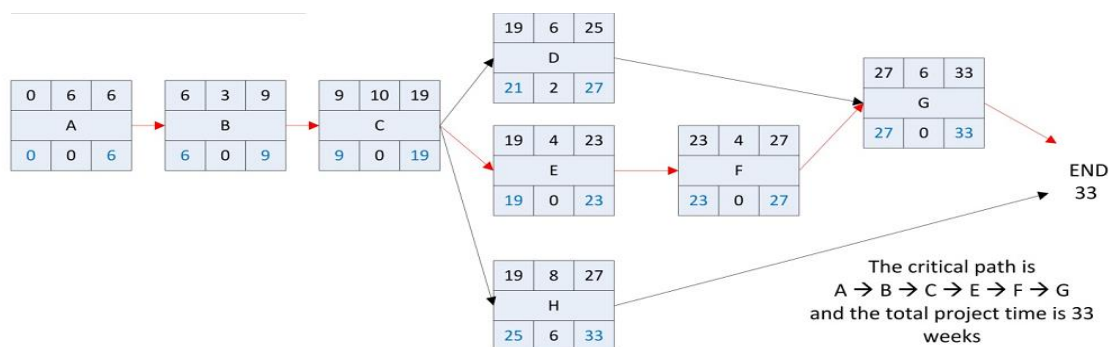 0 6 6
A
0 0 6
6 3 9
B
6 0 9
9 10 19
C
9 0 19
19 6 25
D
21 2 27
19 4 23
E
19 0 23
23 4 27
F
23 0 27
19 8 27
H
25 6 33
27 6 33
G
27 0 33
END
33
The critical path is
A → B → C → E → F → G
and the total project time is 33
weeks